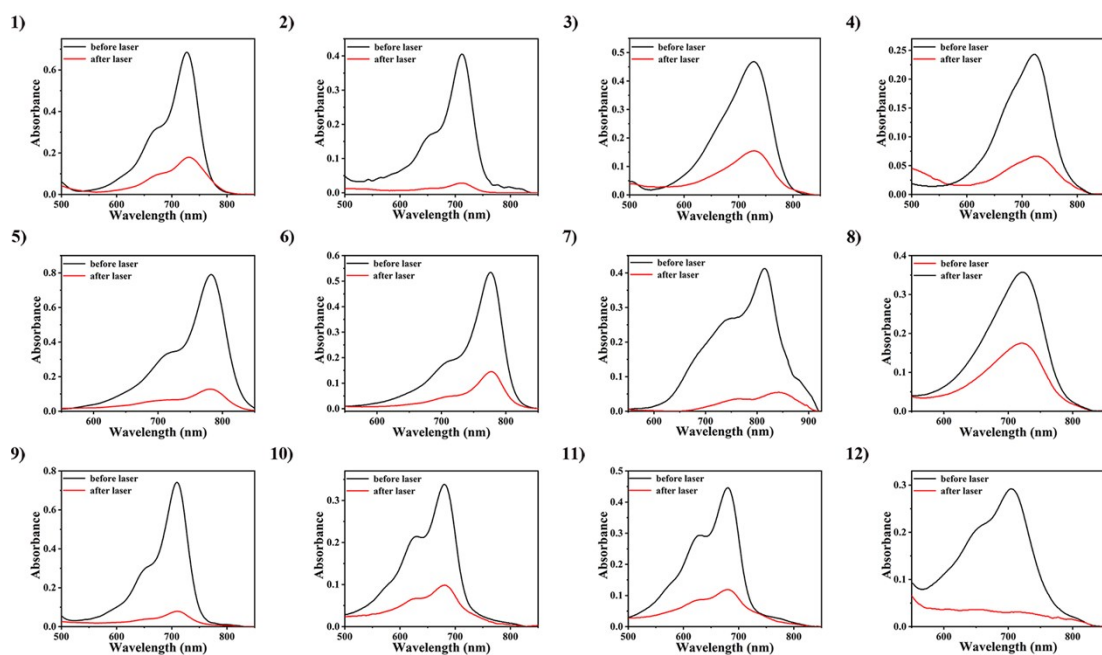 1)
before laser
after laser
0.6
0.4
0.2
0.0
Absorbance
500 600 700 800
Wavelength (nm)
2)
before laser
after laser
0.4
0.3
0.2
0.1
0.0
Absorbance
500 600 700 800
Wavelength (nm)
3)
before laser
after laser
0.5
0.4
0.3
0.2
0.1
0.0
Absorbance
500 600 700 800
Wavelength (nm)
4)
before laser
after laser
0.25
0.20
0.15
0.10
0.05
0.00
Absorbance
500 600 700 800
Wavelength (nm)
5)
before laser
after laser
0.8
0.6
0.4
0.2
0.0
Absorbance
600 700 800
Wavelength (nm)
6)
before laser
after laser
0.6
0.5
0.4
0.3
0.2
0.1
0.0
Absorbance
600 700 800
Wavelength (nm)
7)
before laser
after laser
0.4
0.3
0.2
0.1
0.0
Absorbance
600 700 800 900
Wavelength (nm)
8)
after laser
before laser
0.4
0.3
0.2
0.1
0.0
Absorbance
600 700 800
Wavelength (nm)
9)
before laser
after laser
0.8
0.6
0.4
0.2
0.0
Absorbance
500 600 700 800
Wavelength (nm)
10)
before laser
after laser
0.3
0.2
0.1
0.0
Absorbance
500 600 700 800
Wavelength (nm)
11)
before laser
after laser
0.5
0.4
0.3
0.2
0.1
0.0
Absorbance
500 600 700 800
Wavelength (nm)
12)
before laser
after laser
0.3
0.2
0.1
0.0
Absorbance
600 700 800
Wavelength (nm)